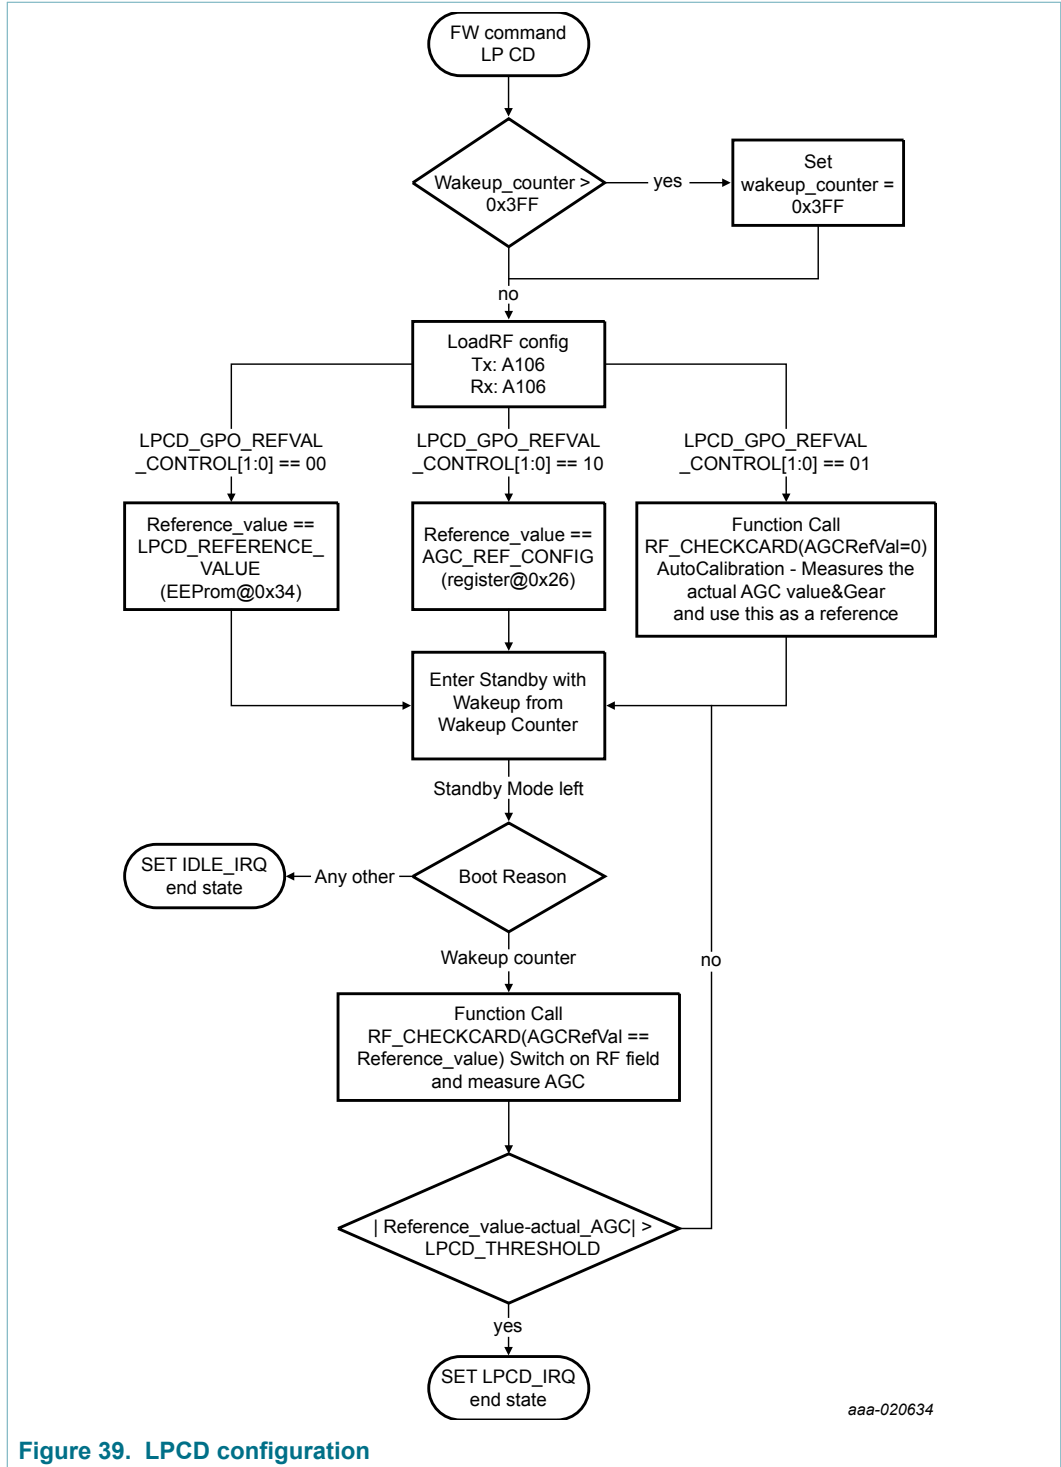 FW command
LP CD
Wakeup_counter >
0x3FF
yes
Set
wakeup_counter =
0x3FF
no
LoadRF config
Tx: A106
Rx: A106
LPCD_GPO_REFVAL
_CONTROL[1:0] == 00
LPCD_GPO_REFVAL
_CONTROL[1:0] == 10
LPCD_GPO_REFVAL
_CONTROL[1:0] == 01
Reference_value ==
LPCD_REFERENCE_
VALUE
(EEProm@0x34)
Reference_value ==
AGC_REF_CONFIG
(register@0x26)
Function Call
RF_CHECKCARD(AGCRefVal=0)
AutoCalibration - Measures the
actual AGC value&Gear
and use this as a reference
Enter Standby with
Wakeup from
Wakeup Counter
Standby Mode left
SET IDLE_IRQ
end state
Any other
Boot Reason
Wakeup counter
no
Function Call
RF_CHECKCARD(AGCRefVal ==
Reference_value) Switch on RF field
and measure AGC
| Reference_value-actual_AGC| >
LPCD_THRESHOLD
yes
SET LPCD_IRQ
end state
aaa-020634
Figure 39. LPCD configuration